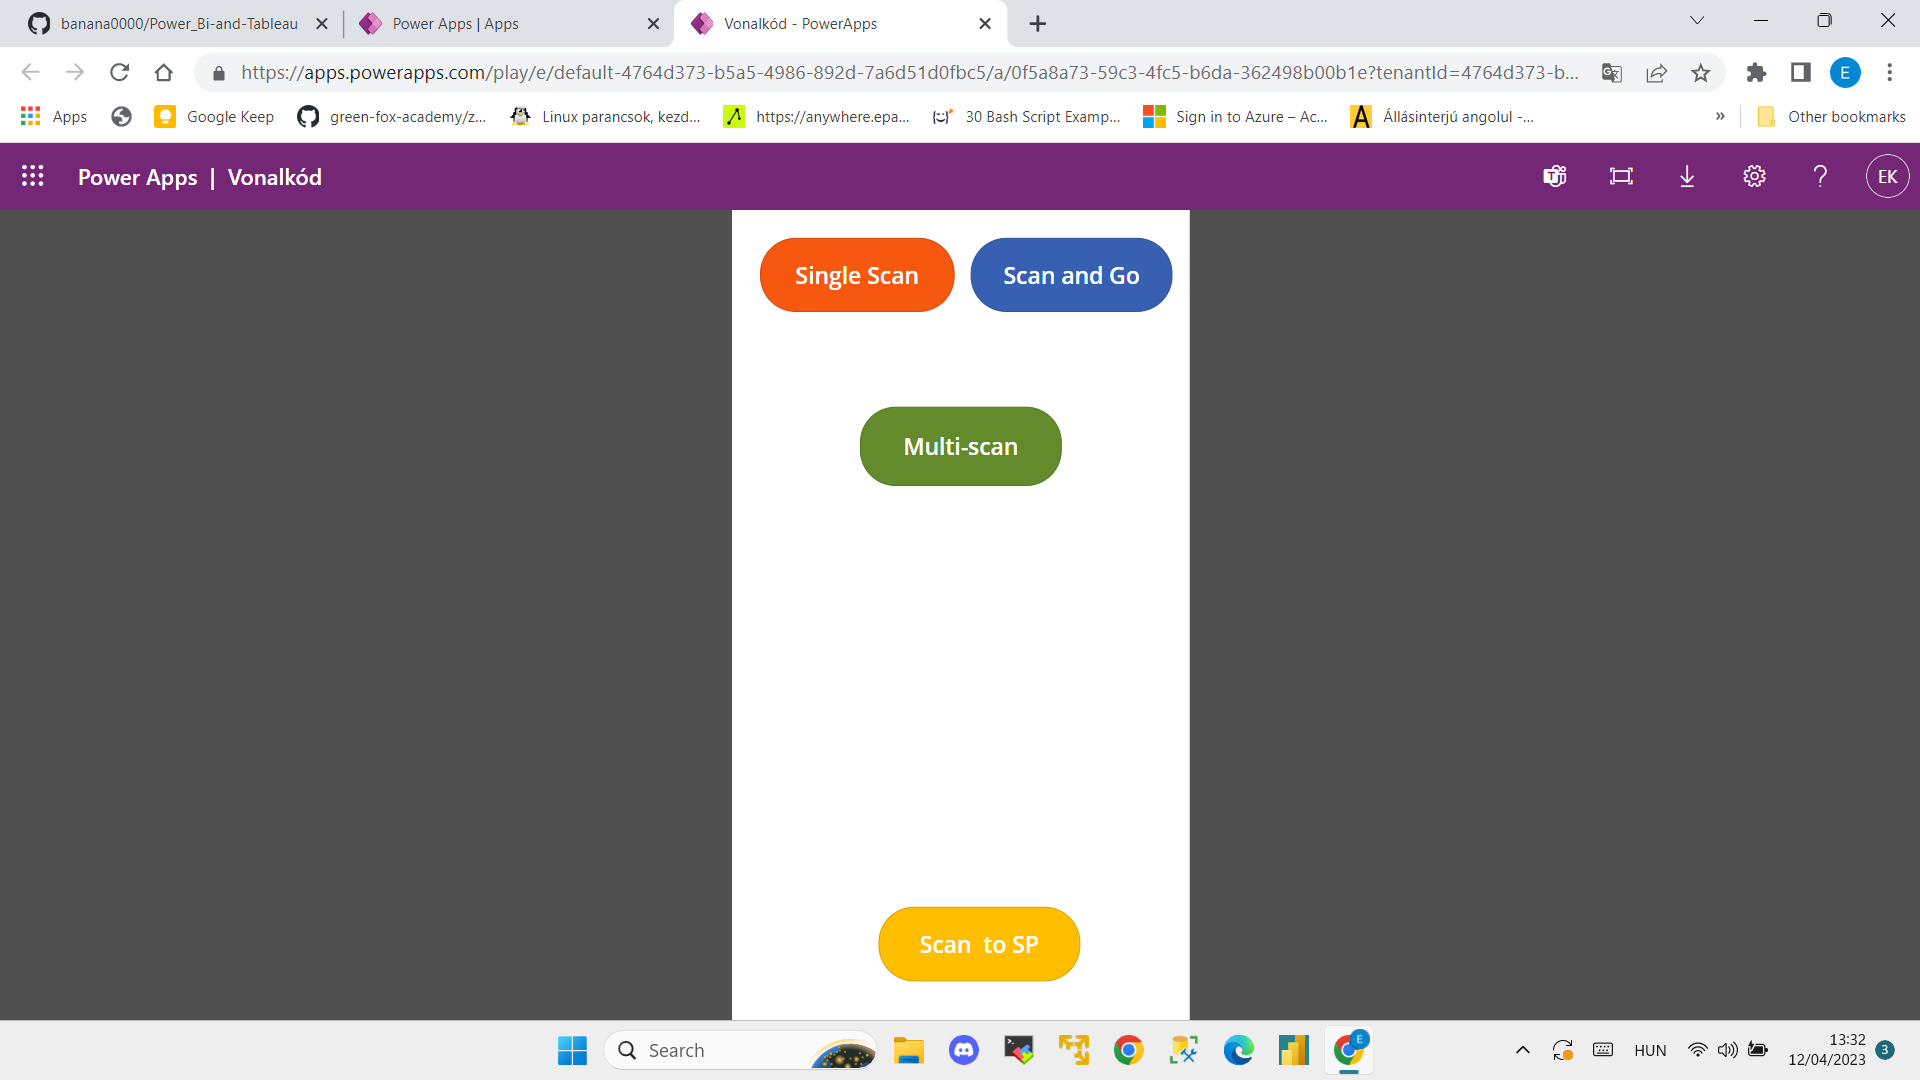 banana0000/Power_Bi-and-Tableau
Power Apps | Apps
Vonalkód - PowerApps
https://apps.powerapps.com/play/e/default-4764d373-b5a5-4986-892d-7a6d51d0fbc5/a/0f5a8a73-59c3-4fc5-b6da-362498b00b1e?tenantId=4764d373-b...
E
Apps
Google Keep
green-fox-academy/z...
Linux parancsok, kezd...
https://anywhere.epa...
30 Bash Script Examp...
Sign in to Azure – Ac...
Állásinterjú angolul -...
»
Other bookmarks
Power Apps | Vonalkód
EK
Single Scan
Scan and Go
Multi-scan
Scan to SP
Search
E
HUN
13:32
12/04/2023
3